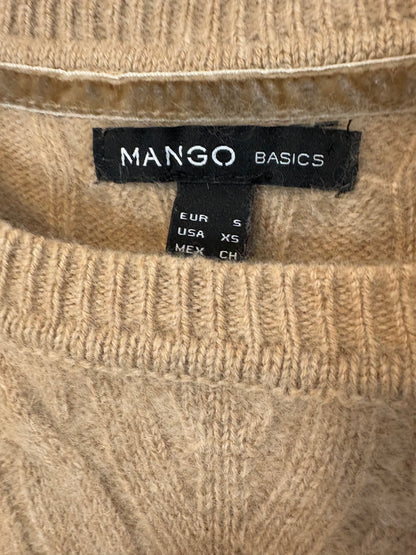 MANGO BASICS
EUR S
USA XS
MEX CH